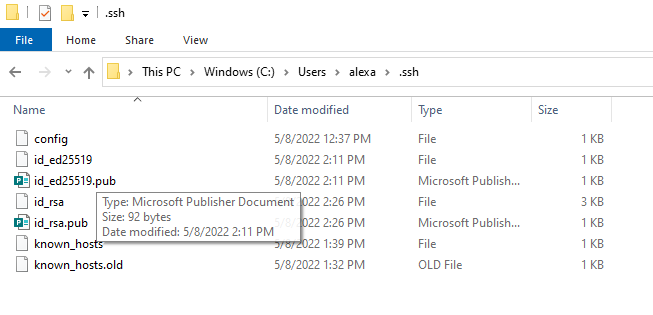 .ssh
File Home Share View
This PC Windows (C:) Users alexa .ssh
Name Date modified Type Size
config 5/8/2022 12:37 PM File 1 KB
id_ed25519 5/8/2022 2:11 PM File 1 KB
id_ed25519.pub 5/8/2022 2:11 PM Microsoft Publish... 1 KB
id_rsa 5/8/2022 2:26 PM File 3 KB
id_rsa.pub 5/8/2022 2:26 PM Microsoft Publish... 1 KB
known_hosts 5/8/2022 1:39 PM File 1 KB
known_hosts.old 5/8/2022 1:32 PM OLD File 1 KB
Type: Microsoft Publisher Document
Size: 92 bytes
Date modified: 5/8/2022 2:11 PM